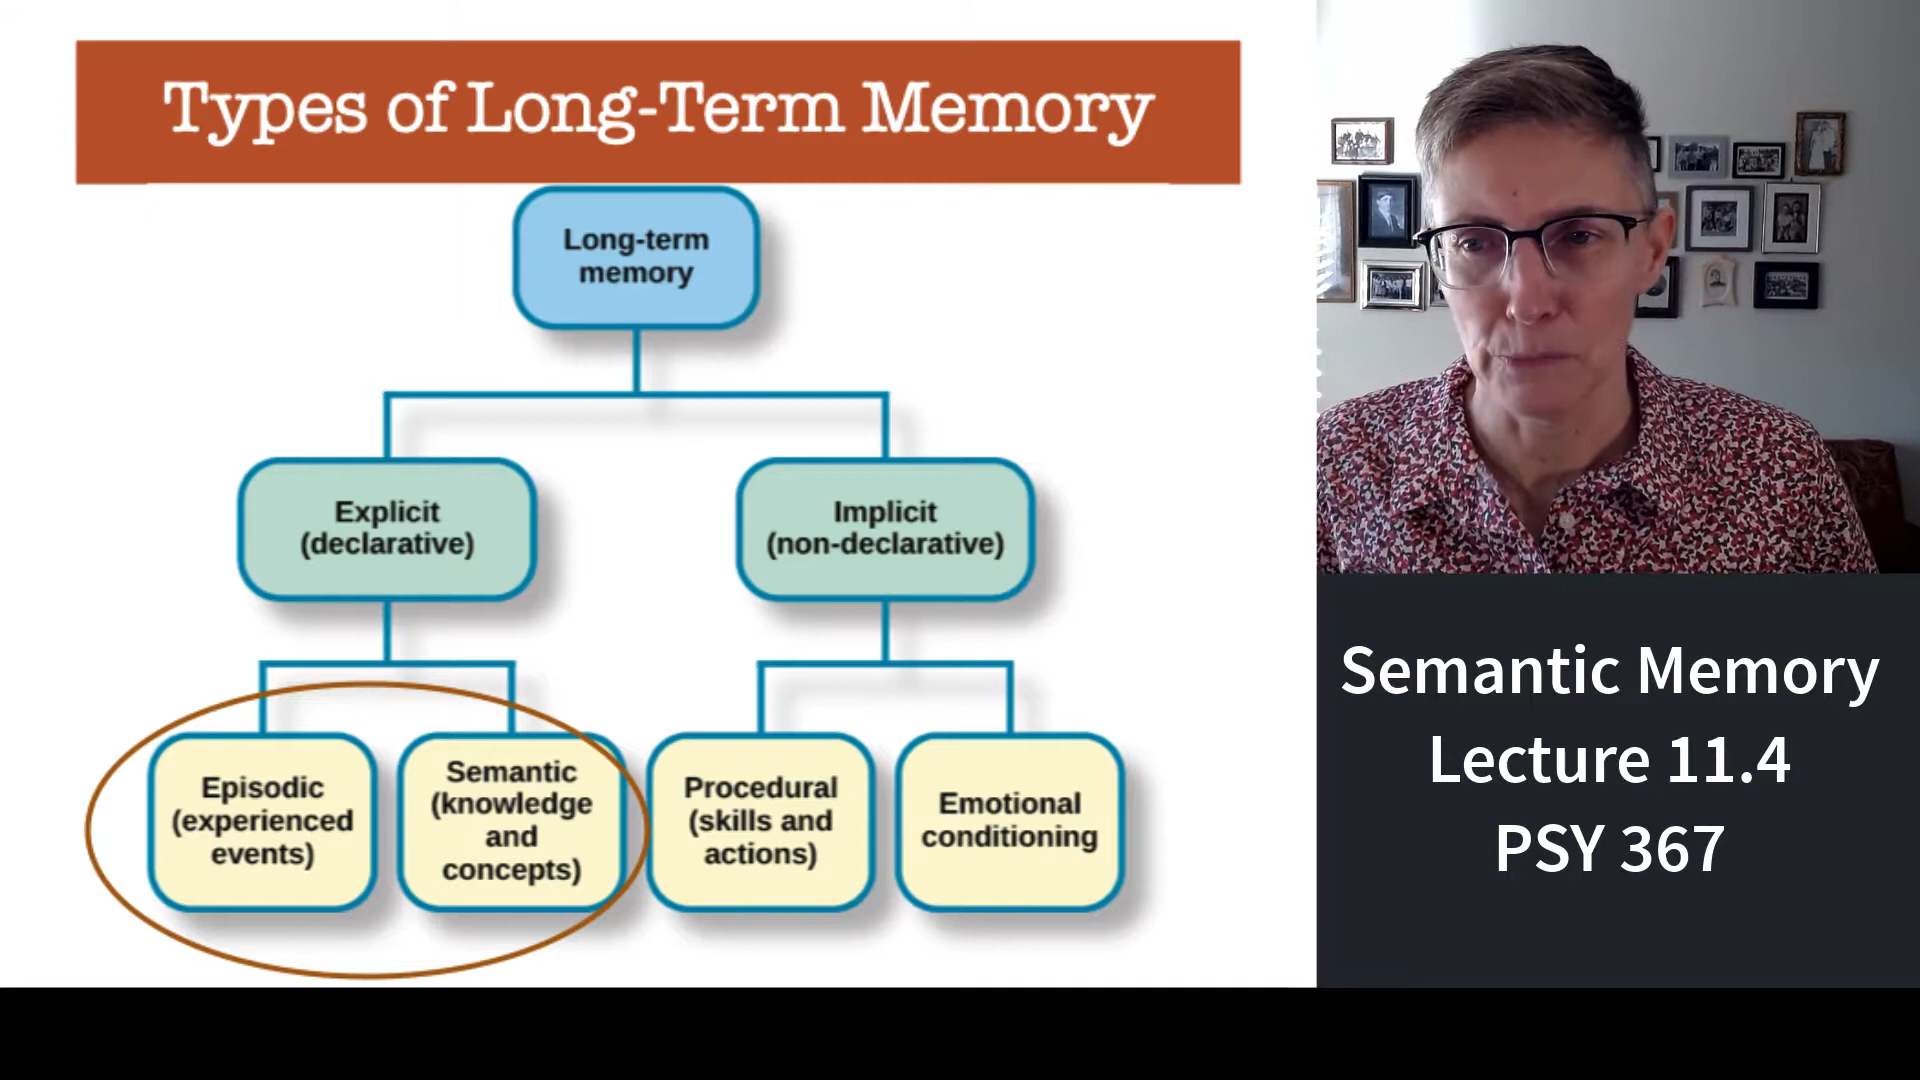 Types of Long-Term Memory
Long-term
memory
Explicit
(declarative)
Implicit
(non-declarative)
Episodic
(experienced
events)
Semantic
(knowledge
and
concepts)
Procedural
(skills and
actions)
Emotional
conditioning
Semantic Memory
Lecture 11.4
PSY 367